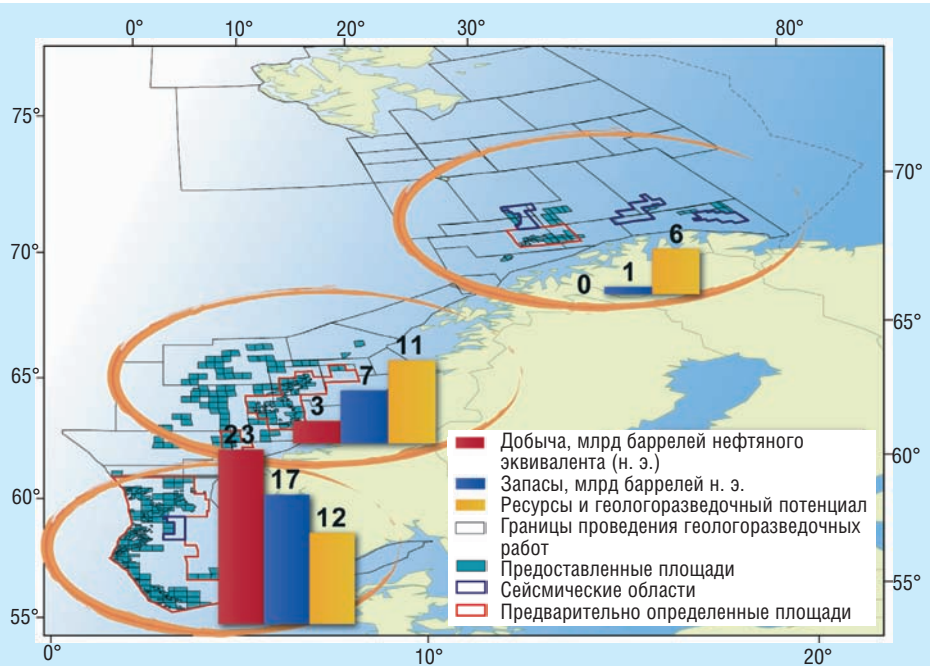 0° 10° 20° 30° 80°
75°
70°
70°
6
1
0
65°
65°
11
7
3
23
60°
60°
17
12
55°
55°
Добыча, млрд баррелей нефтяного
эквивалента (н. э.)
Запасы, млрд баррелей н. э.
Ресурсы и геологоразведочный потенциал
Границы проведения геологоразведочных
работ
Предоставленные площади
Сейсмические области
Предварительно определенные площади
0° 10° 20°